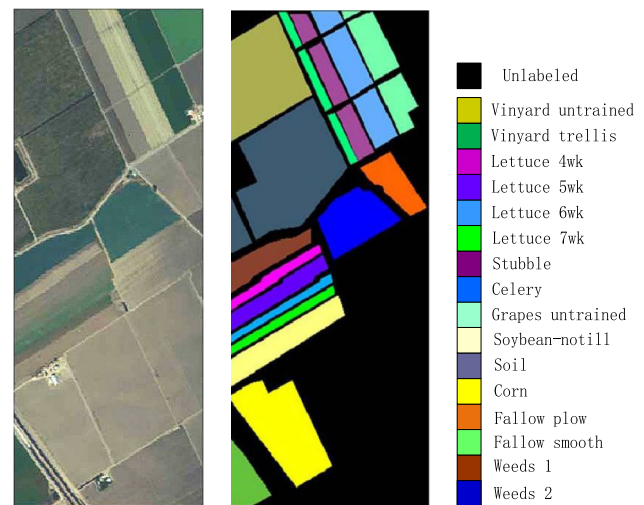 Unlabeled
Vinyard untrained
Vinyard trellis
Lettuce 4wk
Lettuce 5wk
Lettuce 6wk
Lettuce 7wk
Stubble
Celery
Grapes untrained
Soybean-notill
Soil
Corn
Fallow plow
Fallow smooth
Weeds 1
Weeds 2